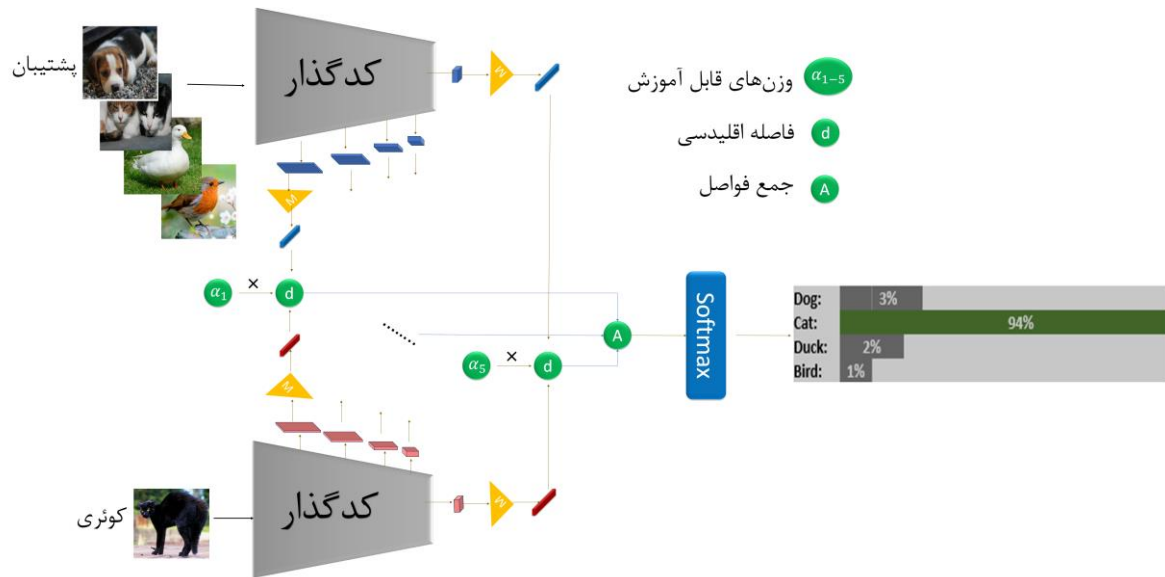 پشتیبان
کدگذار
M
M
وزن‌های قابل آموزش
α₁₋₅
فاصله اقلیدسی
d
جمع فواصل
A
α₁
×
d
A
α₅
×
d
Softmax
Dog: 3%
Cat: 94%
Duck: 2%
Bird: 1%
M
M
کدگذار
کوئری